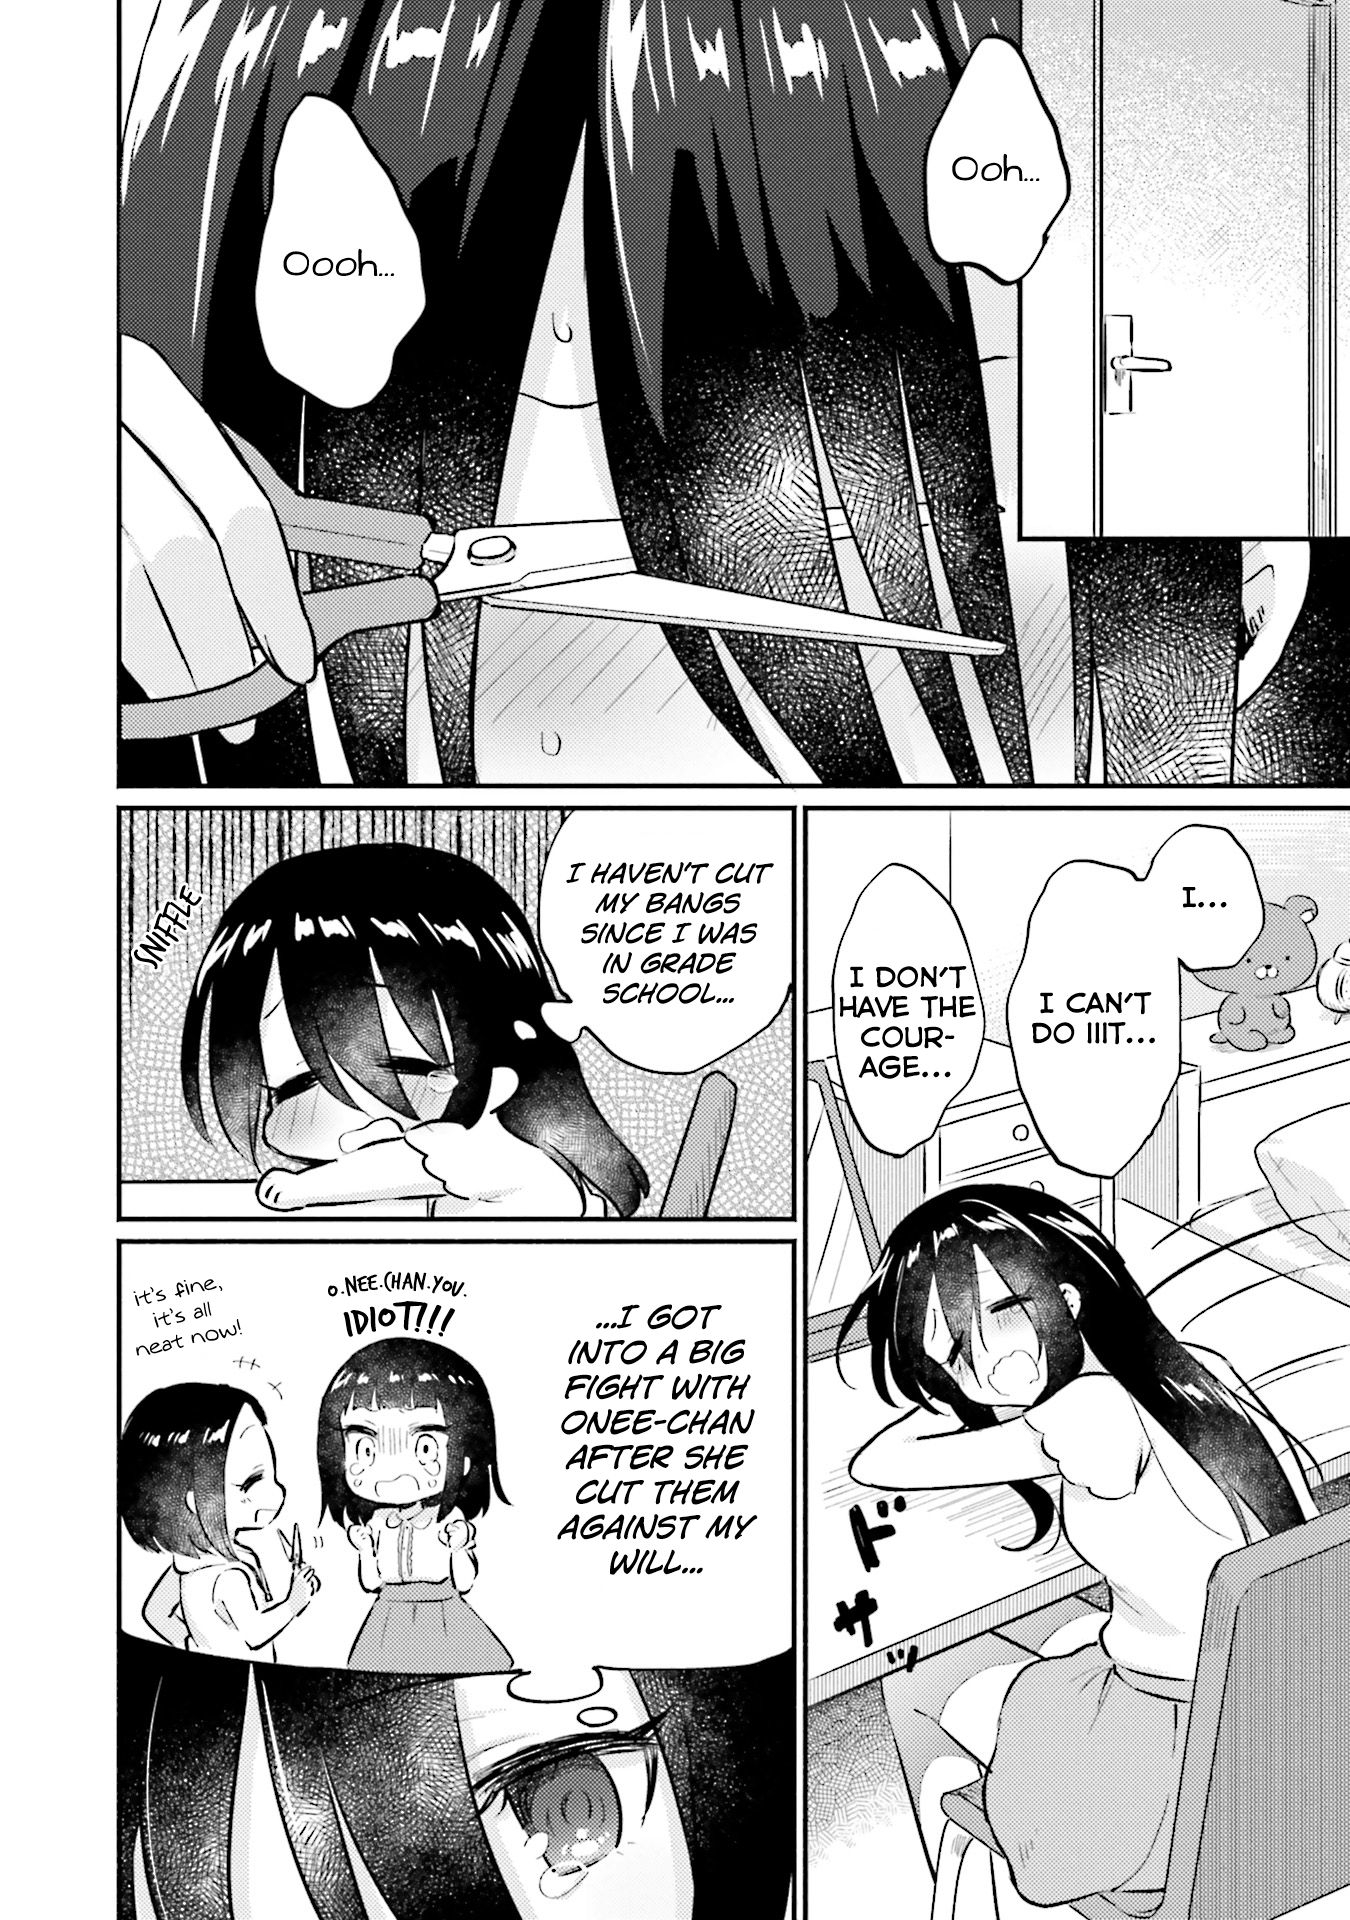 Ooh...
Oooh...
I...
I CAN'T
DO IIIT...
I DON'T
HAVE THE
COUR-
AGE...
ドザッ
I HAVEN'T CUT
MY BANGS
SINCE I WAS
IN GRADE
SCHOOL...
SNIFFLE
...I GOT
INTO A BIG
FIGHT WITH
ONEE-CHAN
AFTER SHE
CUT THEM
AGAINST MY
WILL...
O.NEE.CHAN.YOU.
IDIOT!!!
it's fine,
it's all
neat now!